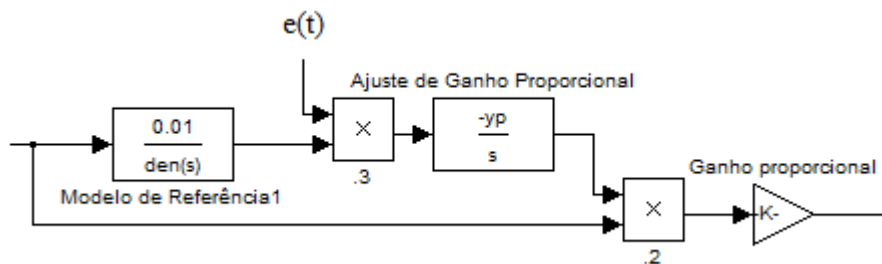 e(t)
Ajuste de Ganho Proporcional
0.01
den(s)
×
-yp
s
.3
Modelo de Referência1
Ganho proporcional
×
-K-
.2